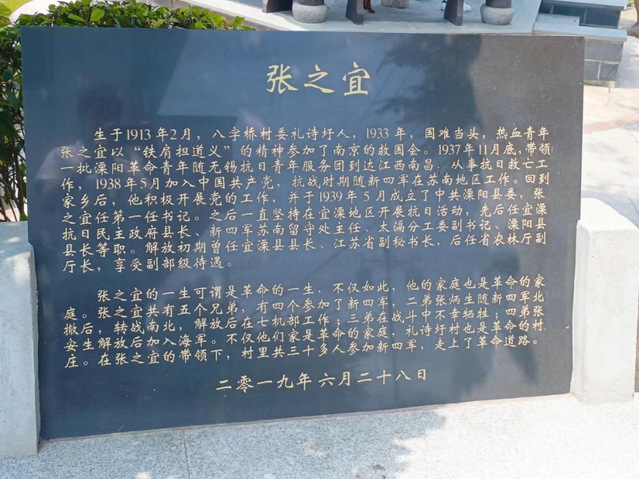 张之宜
生于1913年2月，八字桥村委礼诗圩人，1933年，国难当头，热血青年
张之宜以“铁肩担道义”的精神参加了南京的救国会。1937年11月底，带领
一批溧阳革命青年随无锡抗日青年服务团到达江西南昌，从事抗日救亡工
作，1938年5月加入中国共产党，抗战时期随新四军在苏南地区工作。回到
家乡后，他积极开展党的工作，并于1939年5月成立了中共溧阳县委，张
之宜任第一任书记。之后一直坚持在宜溧地区开展抗日活动，先后任宜溧
抗日民主政府县长、新四军苏南留守处主任、太滆分工委副书记、溧阳县
县长等职。解放初期曾任宜溧县县长、江苏省副秘书长，后任省农林厅副
厅长，享受副部级待遇。
张之宜的一生可谓是革命的一生，不仅如此，他的家庭也是革命的家
庭。张之宜共有五个兄弟，有四个参加了新四军，二弟张炳生随新四军北
撤后，转战南北，解放后在七机部工作；三弟在战斗中不幸牺牲；四弟张
安生解放后加入海军。不仅他们家是革命的家庭，礼诗圩村也是革命的村
庄。在张之宜的带领下，村里共三十多人参加新四军，走上了革命道路。
二零一九年六月二十八日